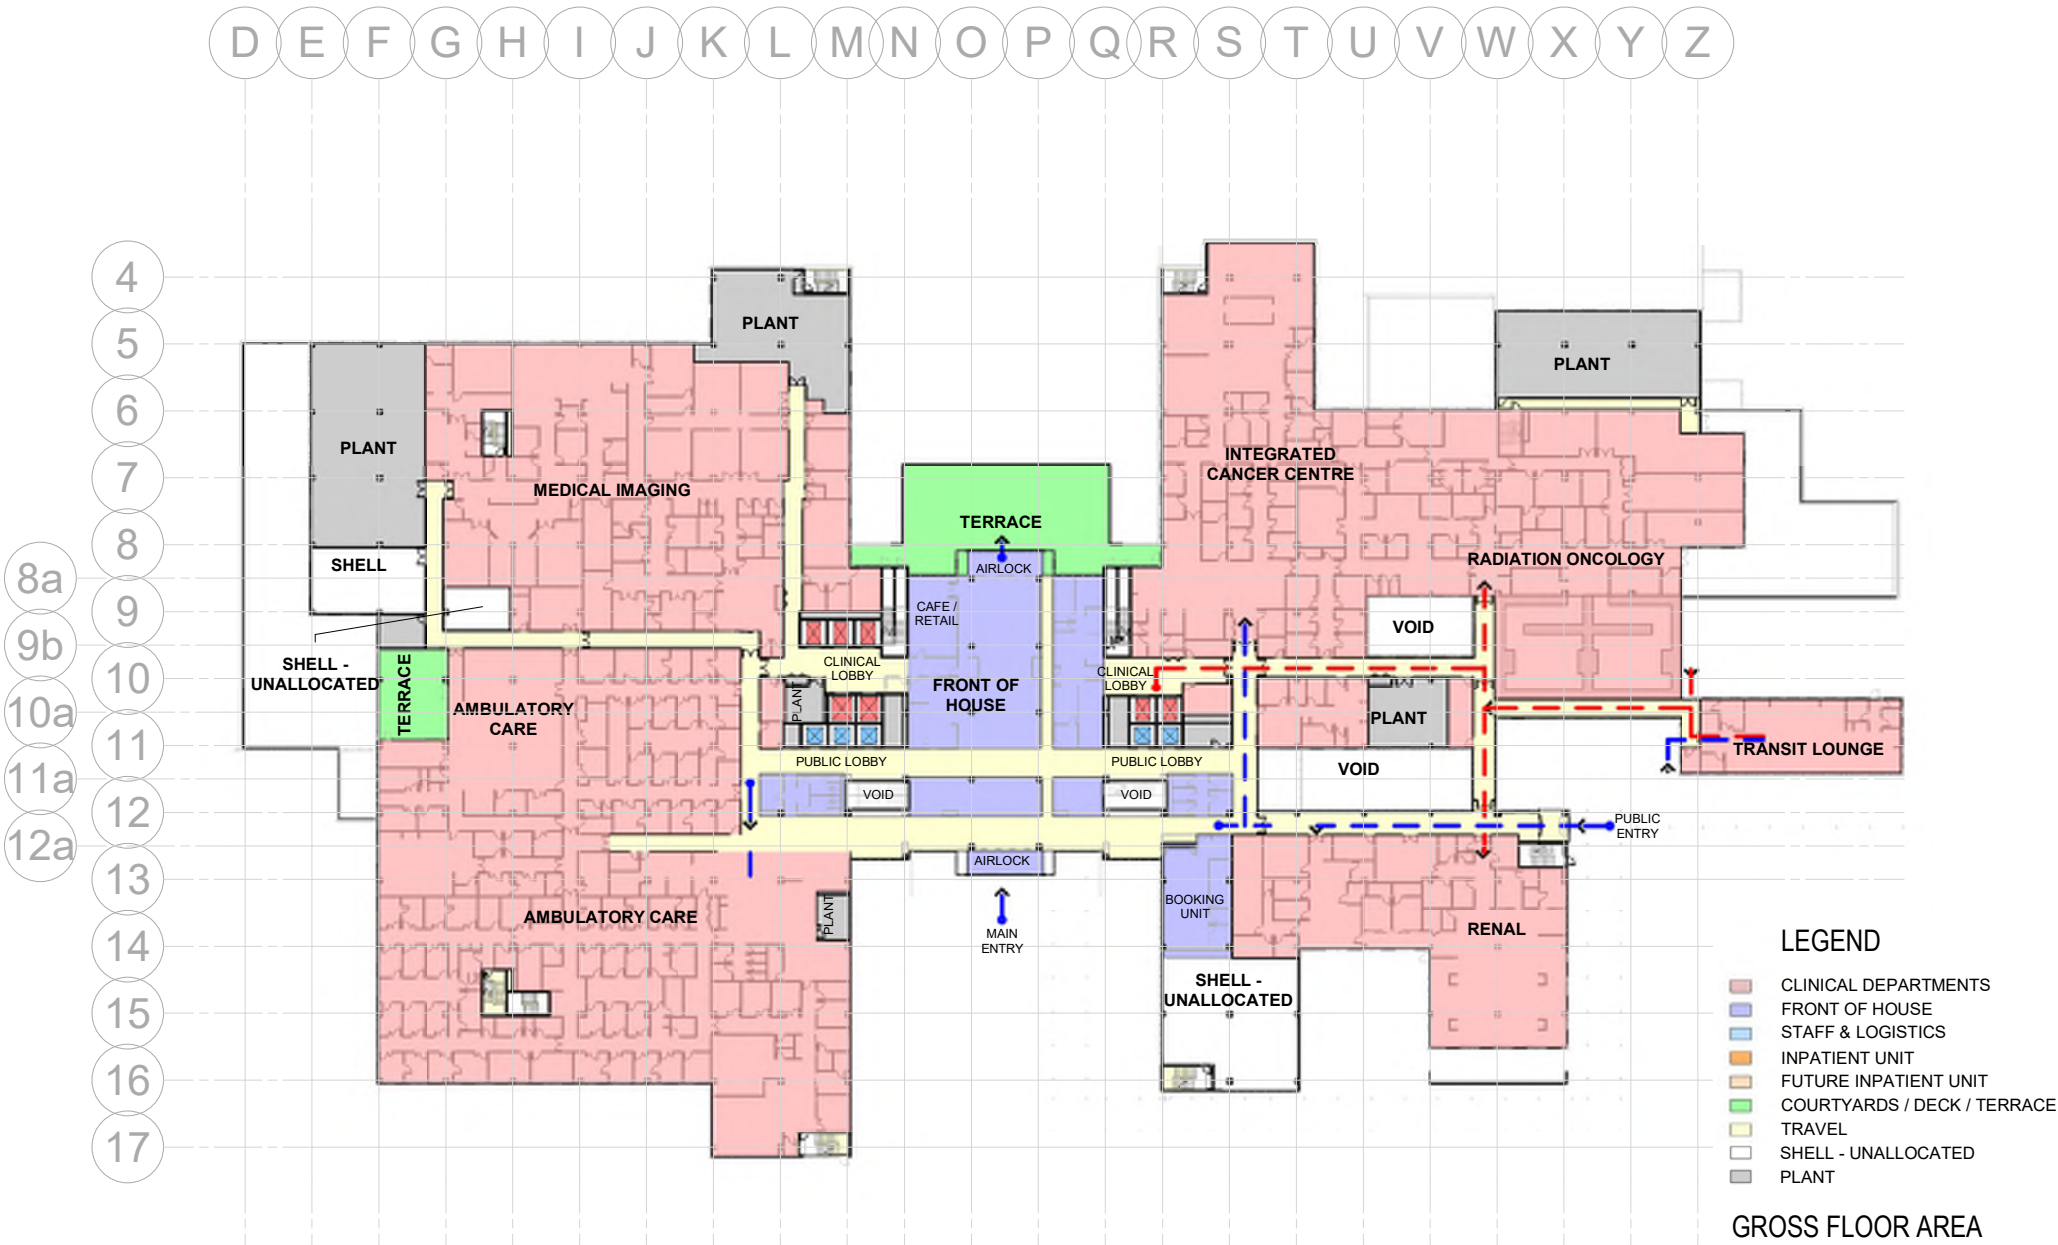 D E F G H I J K L M N O P Q R S T U V W X Y Z
4
5
6
7
8
8a
9
9b
10
10a
11
11a
12
12a
13
14
15
16
17
PLANT
PLANT
PLANT
MEDICAL IMAGING
SHELL
SHELL -
UNALLOCATED
TERRACE
AMBULATORY
CARE
AMBULATORY CARE
PLANT
PLANT
CLINICAL
LOBBY
PUBLIC LOBBY
VOID
TERRACE
AIRLOCK
CAFE /
RETAIL
FRONT OF
HOUSE
AIRLOCK
MAIN
ENTRY
INTEGRATED
CANCER CENTRE
RADIATION ONCOLOGY
VOID
CLINICAL
LOBBY
PLANT
PUBLIC LOBBY
VOID
VOID
TRANSIT LOUNGE
PUBLIC
ENTRY
BOOKING
UNIT
RENAL
SHELL -
UNALLOCATED
LEGEND
CLINICAL DEPARTMENTS
FRONT OF HOUSE
STAFF & LOGISTICS
INPATIENT UNIT
FUTURE INPATIENT UNIT
COURTYARDS / DECK / TERRACE
TRAVEL
SHELL - UNALLOCATED
PLANT
GROSS FLOOR AREA